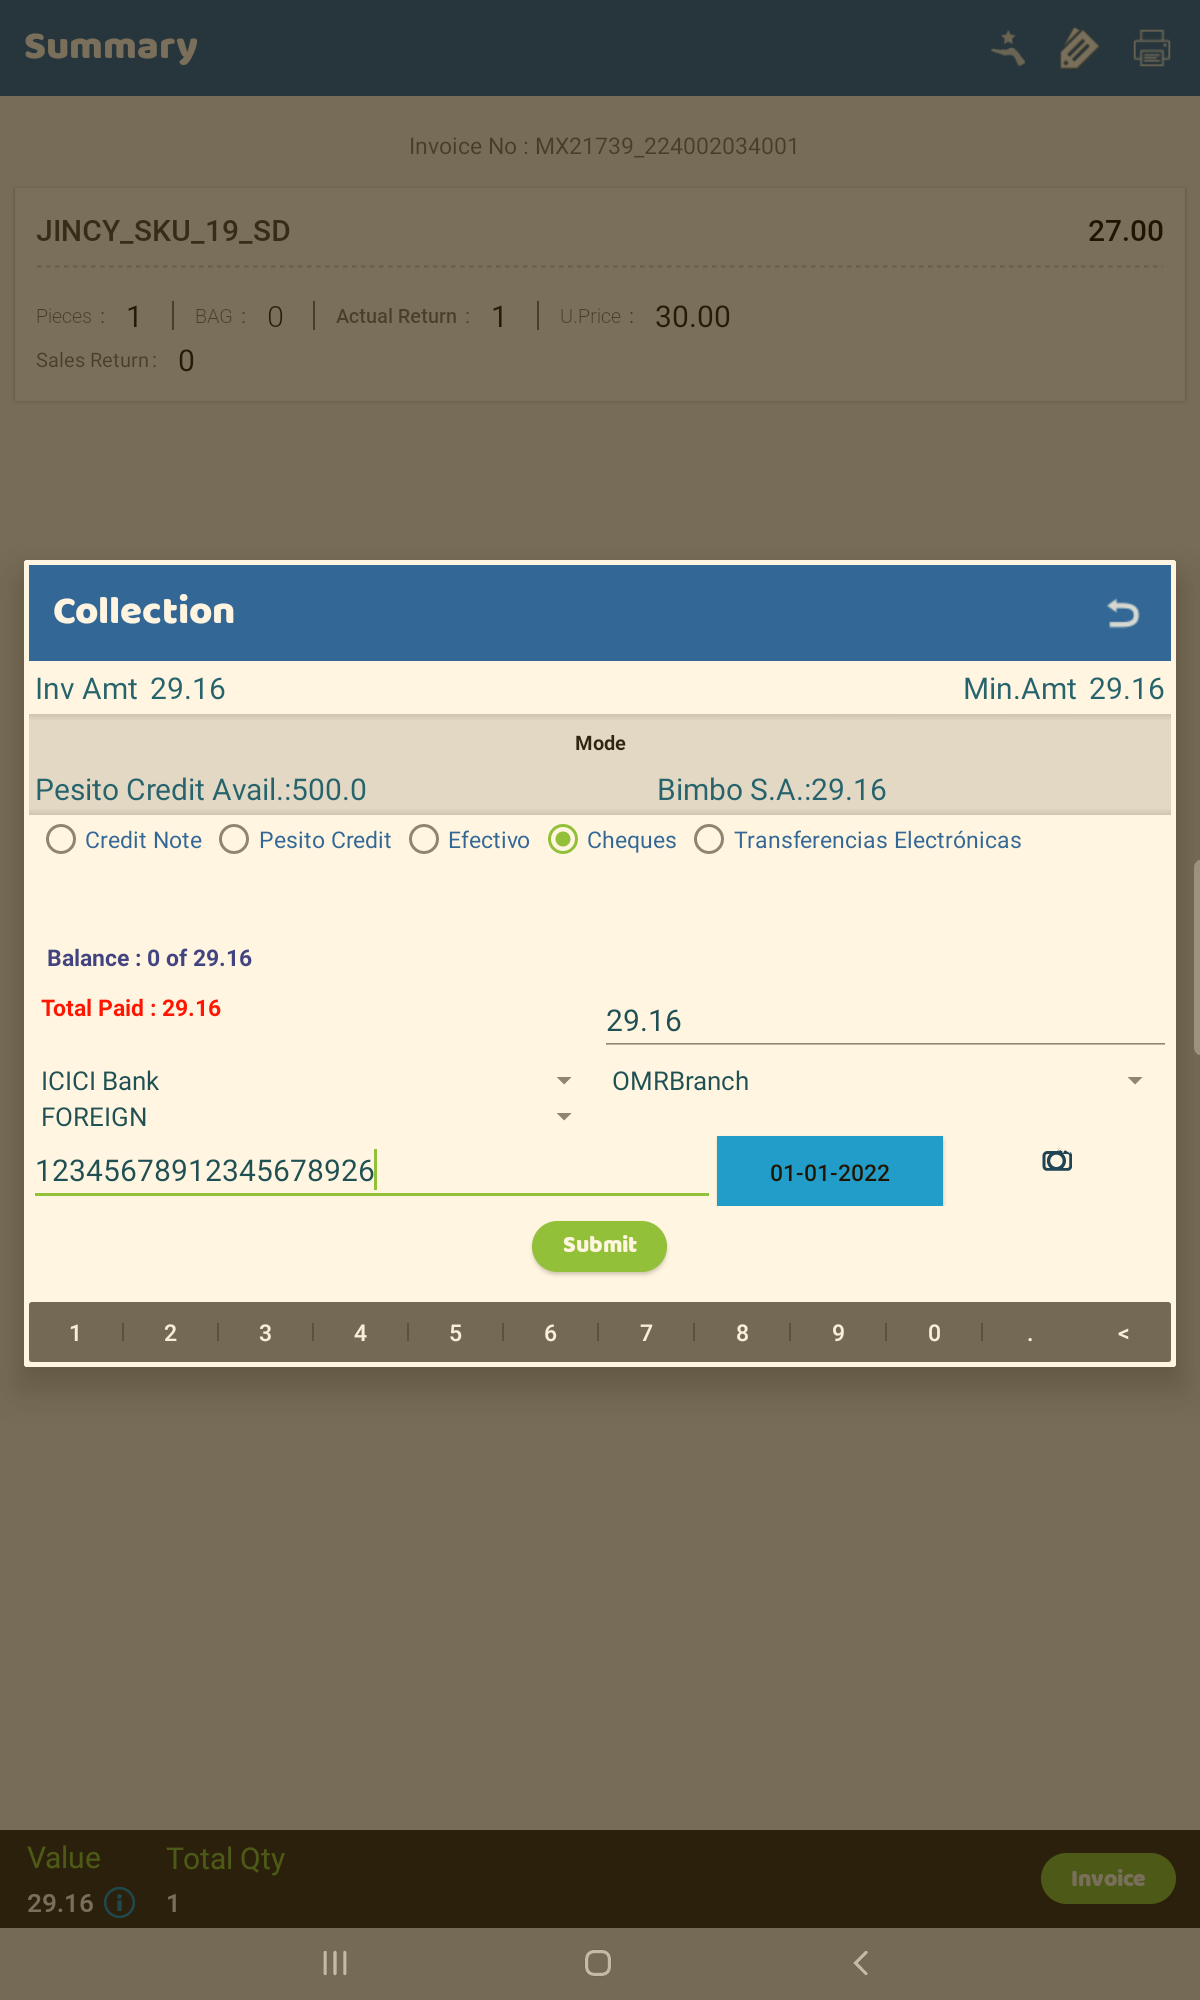 Summary
Invoice No : MX21739_224002034001
JINCY_SKU_19_SD 27.00
Pieces : 1 BAG : 0 Actual Return : 1 U.Price : 30.00
Sales Return : 0
Collection
Inv Amt 29.16 Min.Amt 29.16
Mode
Pesito Credit Avail.:500.0 Bimbo S.A.:29.16
Credit Note Pesito Credit Efectivo Cheques Transferencias Electrónicas
Balance : 0 of 29.16
Total Paid : 29.16
29.16
ICICI Bank OMRBranch
FOREIGN
12345678912345678926 01-01-2022
Submit
1 2 3 4 5 6 7 8 9 0 . <
Value Total Qty
29.16 1
Invoice